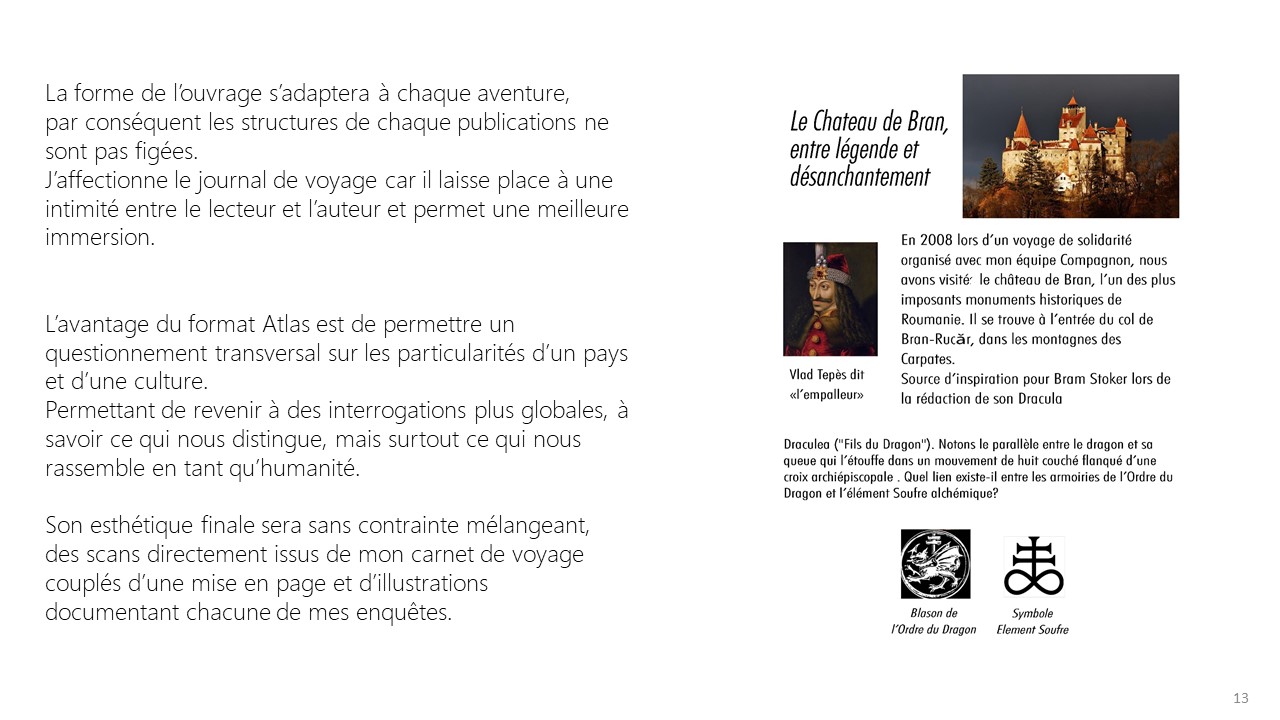 La forme de l’ouvrage s’adaptera à chaque aventure,
par conséquent les structures de chaque publications ne
sont pas figées.
J’affectionne le journal de voyage car il laisse place à une
intimité entre le lecteur et l’auteur et permet une meilleure
immersion.
L’avantage du format Atlas est de permettre un
questionnement transversal sur les particularités d’un pays
et d’une culture.
Permettant de revenir à des interrogations plus globales, à
savoir ce qui nous distingue, mais surtout ce qui nous
rassemble en tant qu’humanité.
Son esthétique finale sera sans contrainte mélangeant,
des scans directement issus de mon carnet de voyage
couplés d’une mise en page et d’illustrations
documentant chacune de mes enquêtes.
Le Chateau de Bran,
entre légende et
désanchantement
En 2008 lors d’un voyage de solidarité
organisé avec mon équipe Compagnon, nous
avons visité´ le château de Bran, l’un des plus
imposants monuments historiques de
Roumanie. Il se trouve à l’entrée du col de
Bran-Rucăr, dans les montagnes des
Carpates.
Source d’inspiration pour Bram Stoker lors de
la rédaction de son Dracula
Vlad Tepès dit
«l’empalleur»
Draculea ("Fils du Dragon"). Notons le parallèle entre le dragon et sa
queue qui l’étouffe dans un mouvement de huit couché flanqué d’une
croix archiépiscopale . Quel lien existe-il entre les armoiries de l’Ordre du
Dragon et l’élément Soufre alchémique?
Blason de
l’Ordre du Dragon
Symbole
Element Soufre
13